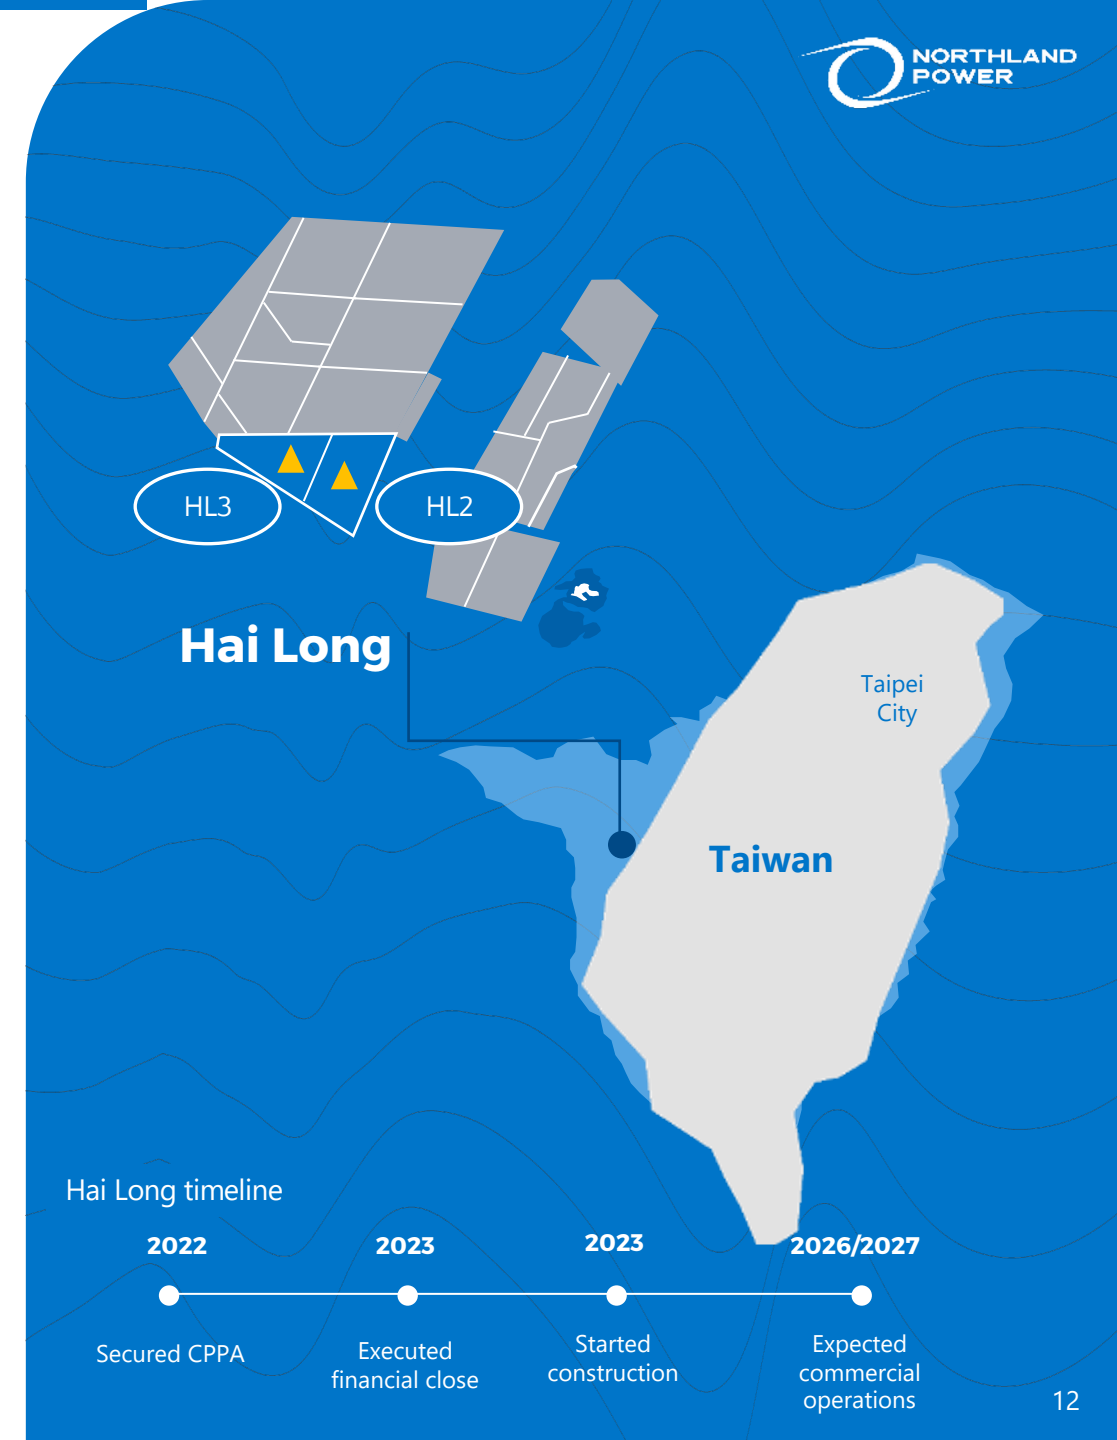 NORTHLAND
POWER
HL3
HL2
Hai Long
Taipei
City
Taiwan
Hai Long timeline
2022
2023
2023
2026/2027
Secured CPPA
Executed
financial close
Started
construction
Expected
commercial
operations
12